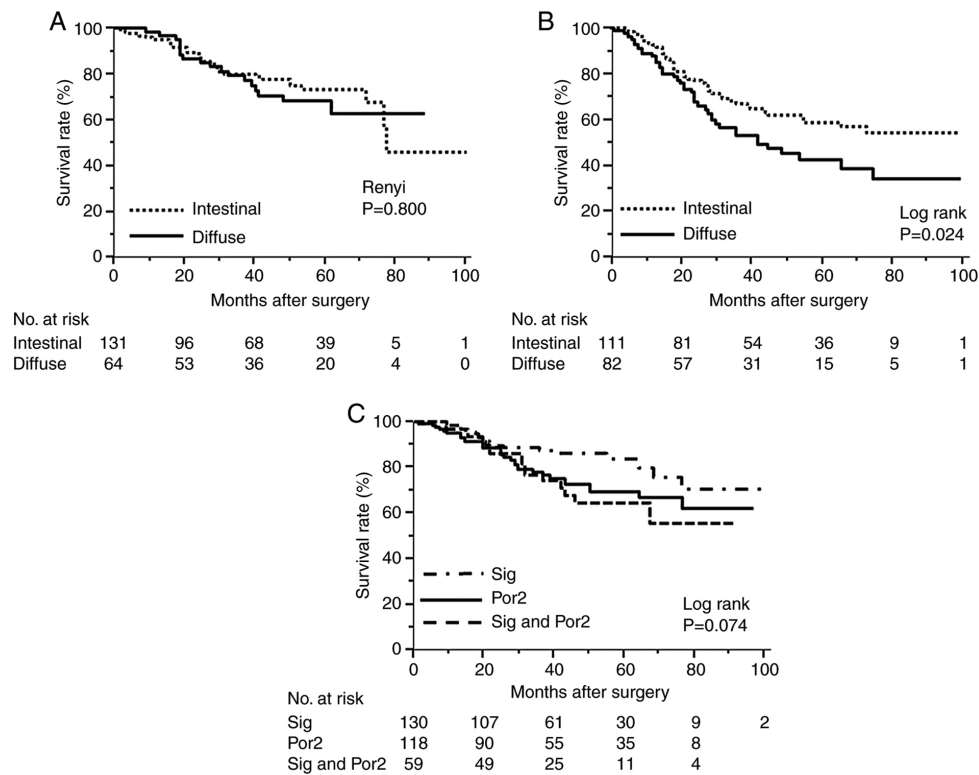 A
100
80
60
40
20
0
Survival rate (%)
Intestinal
Diffuse
Renyi
P=0.800
0 20 40 60 80 100
Months after surgery
No. at risk
Intestinal 131 96 68 39 5 1
Diffuse 64 53 36 20 4 0
B
100
80
60
40
20
0
Survival rate (%)
Intestinal
Diffuse
Log rank
P=0.024
0 20 40 60 80 100
Months after surgery
No. at risk
Intestinal 111 81 54 36 9 1
Diffuse 82 57 31 15 5 1
C
100
80
60
40
20
0
Survival rate (%)
Sig
Por2
Sig and Por2
Log rank
P=0.074
0 20 40 60 80 100
Months after surgery
No. at risk
Sig 130 107 61 30 9 2
Por2 118 90 55 35 8
Sig and Por2 59 49 25 11 4